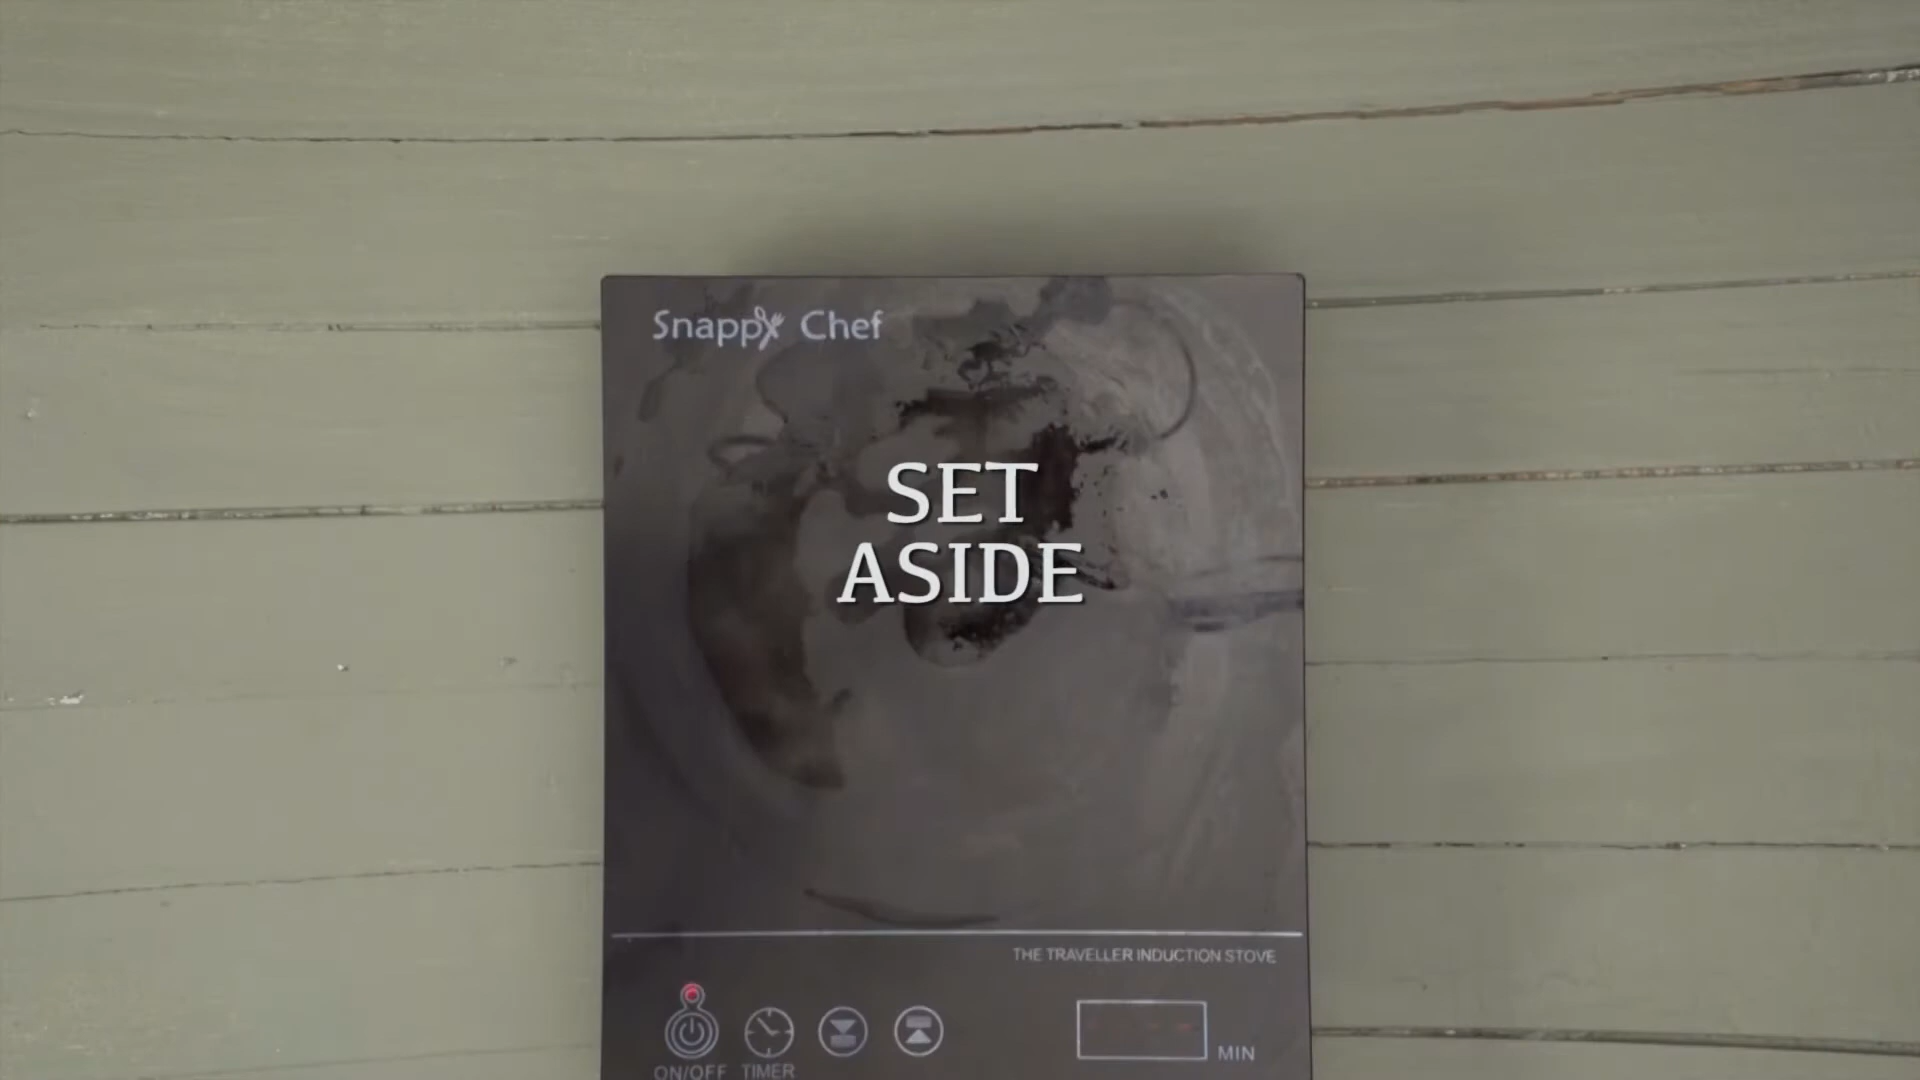 Snappy Chef
SET
ASIDE
THE TRAVELLER INDUCTION STOVE
MIN
ON/OFF TIMER